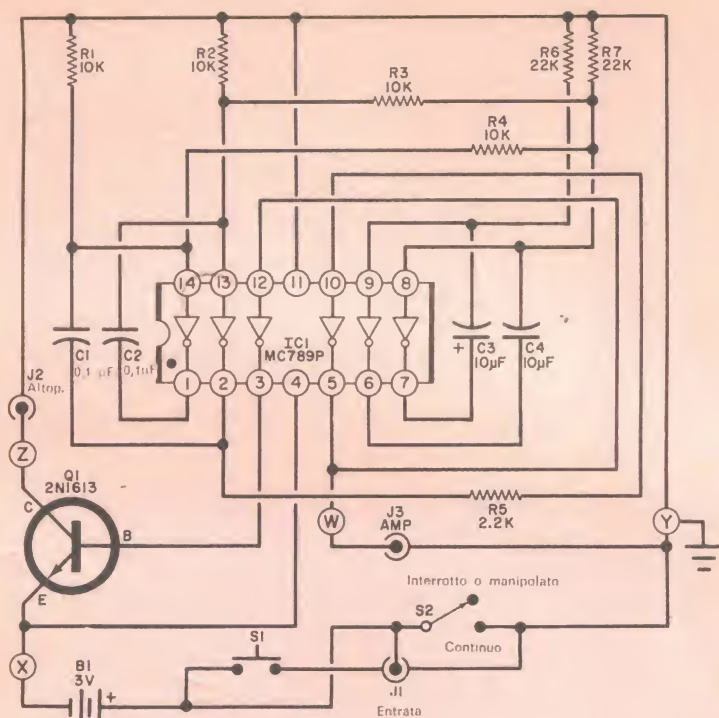 R1
10K
R2
10K
R3
10K
R4
10K
R6
22K
R7
22K
14
13
12
11
10
9
8
IC1
MC789P
1
2
3
4
5
6
7
C1
0,1 µF
C2
0,1µF
+
C3
10µF
C4
10µF
J2
Altop.
Z
Q1
2N1613
C
B
E
R5
2.2K
W
J3
AMP
Y
Interrotto o manipolato
S2
Continuo
S1
X
B1
3V
+
J1
Entrata